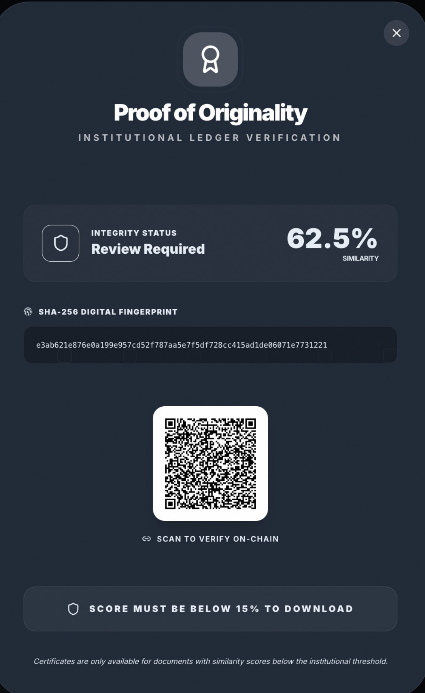 Proof of Originality
INSTITUTIONAL LEDGER VERIFICATION
INTEGRITY STATUS
Review Required
62.5%
SIMILARITY
SHA-256 DIGITAL FINGERPRINT
e3ab621e876e0a199e957cd52f787aa5e7f5df728cc415ad1de06071e7731221
SCAN TO VERIFY ON-CHAIN
SCORE MUST BE BELOW 15% TO DOWNLOAD
Certificates are only available for documents with similarity scores below the institutional threshold.